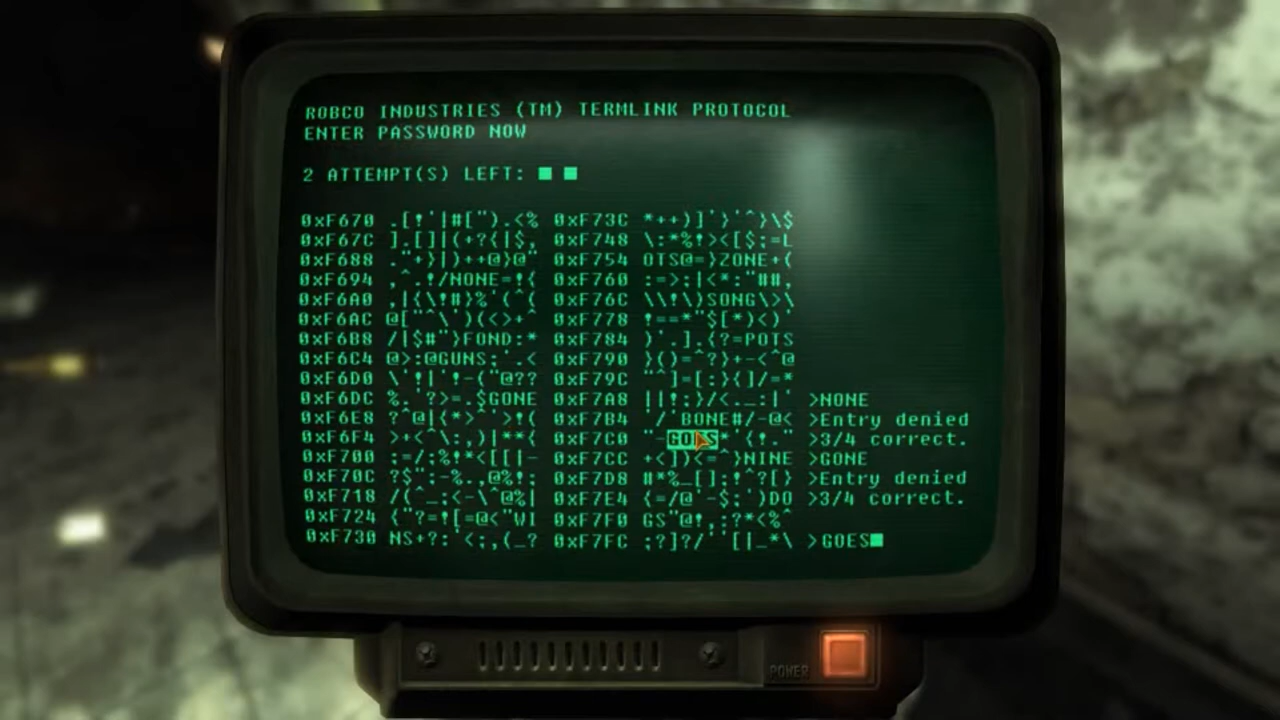 ROBCO INDUSTRIES (TM) TERMLINK PROTOCOL
ENTER PASSWORD NOW
2 ATTEMPT(S) LEFT: ■ ■
0xF670 .[!'|#[").<% 0xF73C *++)]'}'^}\$
0xF67C ].[]|(+?{|$, 0xF748 \:*%!><[$;=L
0xF688 ."+}|)++@}@" 0xF754 OTS@=}ZONE+(
0xF694 ,^.!/NONE=!{ 0xF760 :=>:|<*:"##,
0xF6A0 ,|{\!#}%'(^{ 0xF76C \\!\}SONG\>\
0xF6AC @["^\')(<>+^ 0xF778 !==*"$[*)<)'
0xF6B8 /|$#"}FOND:* 0xF784 )'.].{?=POTS
0xF6C4 @>:@GUNS;'.< 0xF790 }()=^?}+-<^@
0xF6D0 \'!|'!-("@?? 0xF79C "^]=[:}{]/=*
0xF6DC %.'?>=.$GONE 0xF7A8 ||!;}/<._:|' >NONE
0xF6E8 ?^@|{*>^'>!( 0xF7B4 '/'BONE#/-@< >Entry denied
0xF6F4 >+<^\:,)|**{ 0xF7C0 "-GOES*'{!." >3/4 correct.
0xF700 :=/:%!*<[[|- 0xF7CC +<])<=^}NINE >GONE
0xF70C ?$^:-%.,@%!; 0xF7D8 #*%_[]:!^?[} >Entry denied
0xF718 /(^_;<-\^@%| 0xF7E4 {=/@'-$;')DO >3/4 correct.
0xF724 {"?=![=@<"WI 0xF7F0 GS"@!,:?*<%^
0xF730 NS+?:'<;,(_? 0xF7FC ;?]?/''[|_*\ >GOES■
POWER